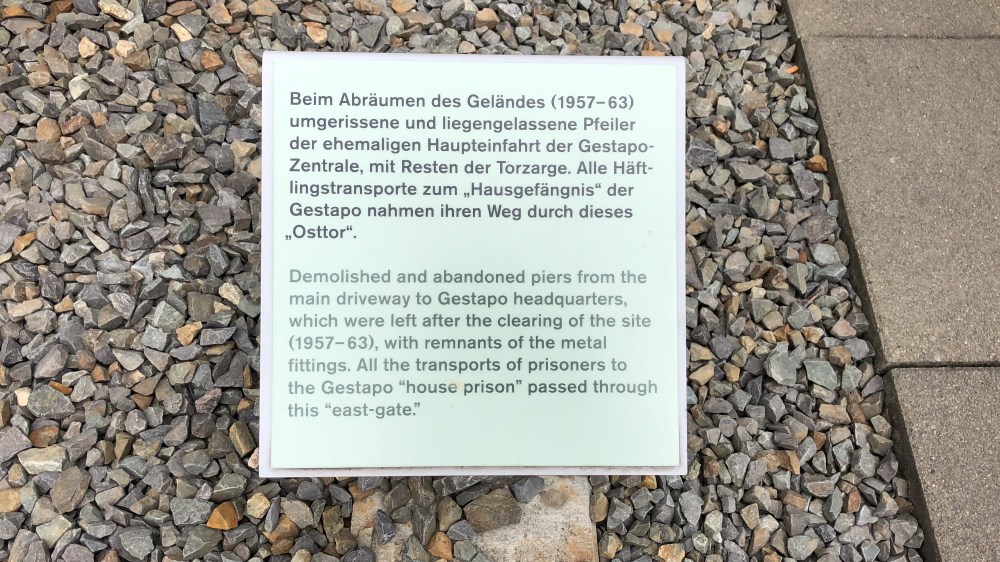 Beim Abräumen des Geländes (1957–63)
umgerissene und liegengelassene Pfeiler
der ehemaligen Haupteinfahrt der Gestapo-
Zentrale, mit Resten der Torzarge. Alle Häft-
lingstransporte zum „Hausgefängnis“ der
Gestapo nahmen ihren Weg durch dieses
„Osttor“.
Demolished and abandoned piers from the
main driveway to Gestapo headquarters,
which were left after the clearing of the site
(1957–63), with remnants of the metal
fittings. All the transports of prisoners to
the Gestapo “house prison” passed through
this “east-gate.”